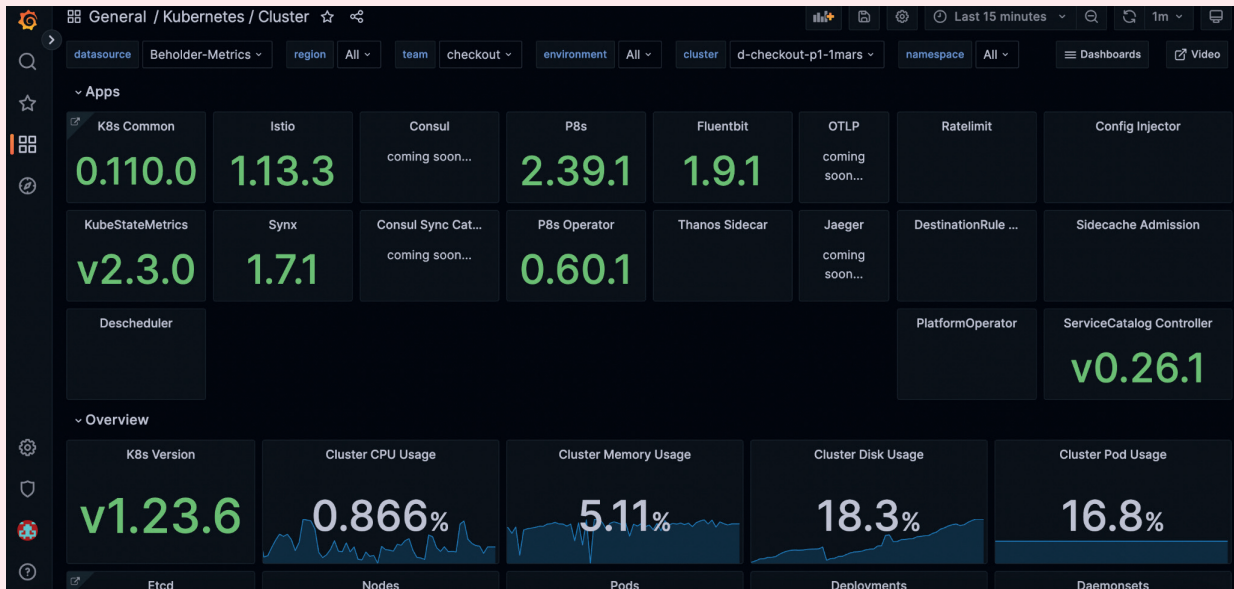 General / Kubernetes / Cluster
Last 15 minutes
1m
datasource Beholder-Metrics region All team checkout environment All cluster d-checkout-p1-1mars namespace All Dashboards Video
Apps
K8s Common
0.110.0
Istio
1.13.3
Consul
coming soon...
P8s
2.39.1
Fluentbit
1.9.1
OTLP
coming
soon...
Ratelimit
Config Injector
KubeStateMetrics
v2.3.0
Synx
1.7.1
Consul Sync Cat...
coming soon...
P8s Operator
0.60.1
Thanos Sidecar
Jaeger
coming
soon...
DestinationRule ...
Sidecache Admission
Descheduler
PlatformOperator
ServiceCatalog Controller
v0.26.1
Overview
K8s Version
v1.23.6
Cluster CPU Usage
0.866%
Cluster Memory Usage
5.11%
Cluster Disk Usage
18.3%
Cluster Pod Usage
16.8%
Etcd
Nodes
Pods
Deployments
Daemonsets